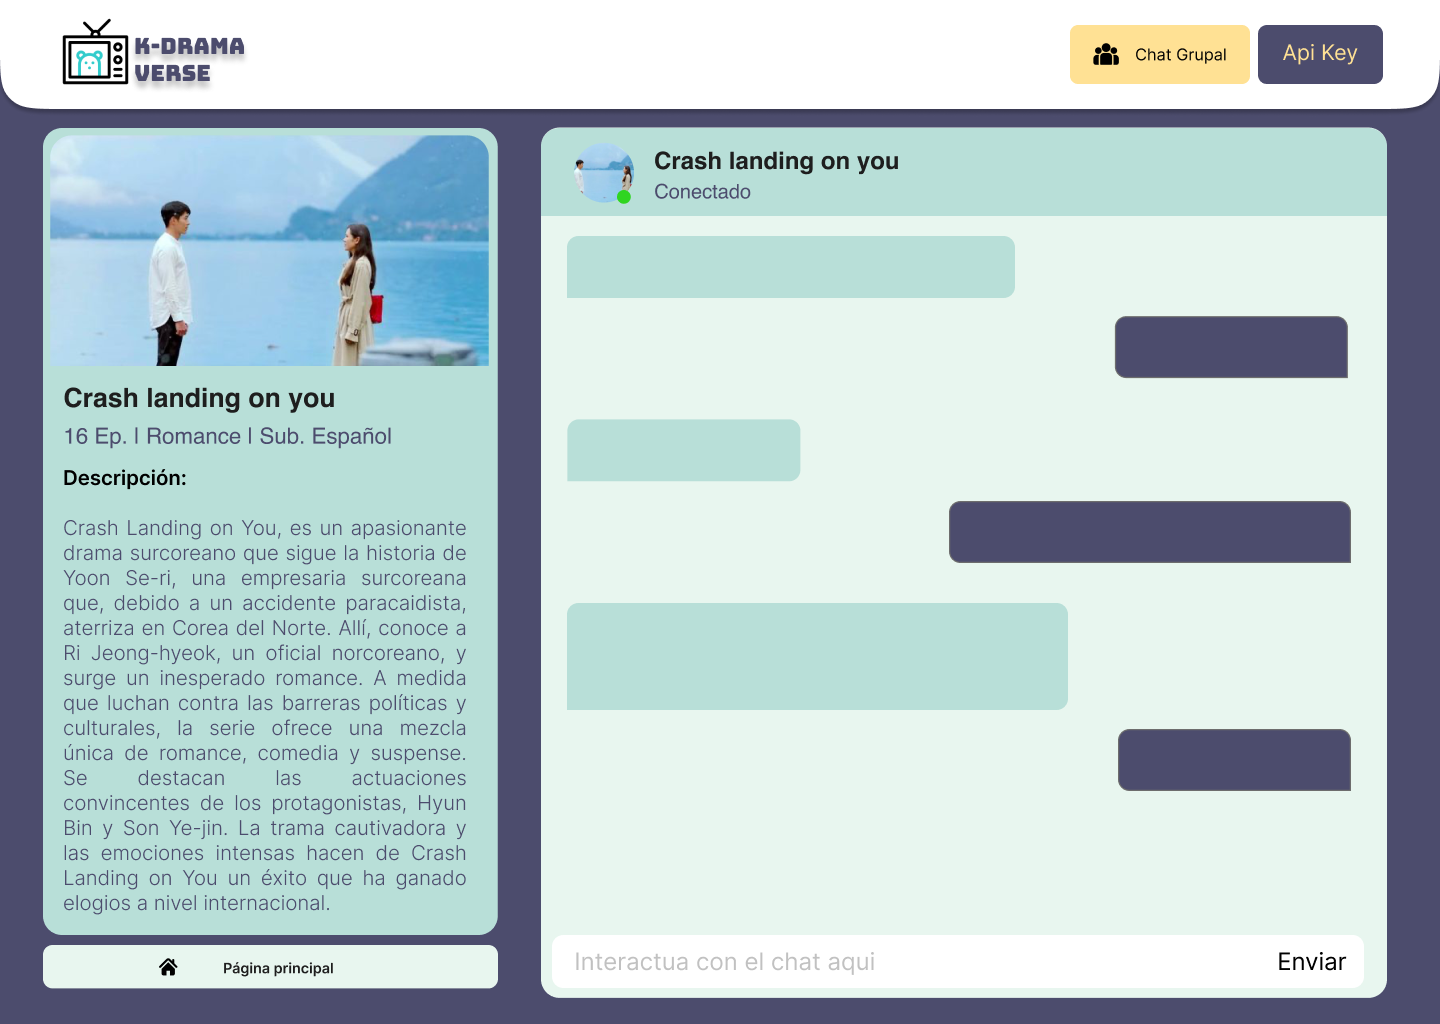 K-DRAMA
VERSE
Chat Grupal
Api Key
Crash landing on you
16 Ep. | Romance | Sub. Español
Descripción:
Crash Landing on You, es un apasionante
drama surcoreano que sigue la historia de
Yoon Se-ri, una empresaria surcoreana
que, debido a un accidente paracaidista,
aterriza en Corea del Norte. Allí, conoce a
Ri Jeong-hyeok, un oficial norcoreano, y
surge un inesperado romance. A medida
que luchan contra las barreras políticas y
culturales, la serie ofrece una mezcla
única de romance, comedia y suspense.
Se destacan las actuaciones
convincentes de los protagonistas, Hyun
Bin y Son Ye-jin. La trama cautivadora y
las emociones intensas hacen de Crash
Landing on You un éxito que ha ganado
elogios a nivel internacional.
Página principal
Crash landing on you
Conectado
Interactua con el chat aqui
Enviar